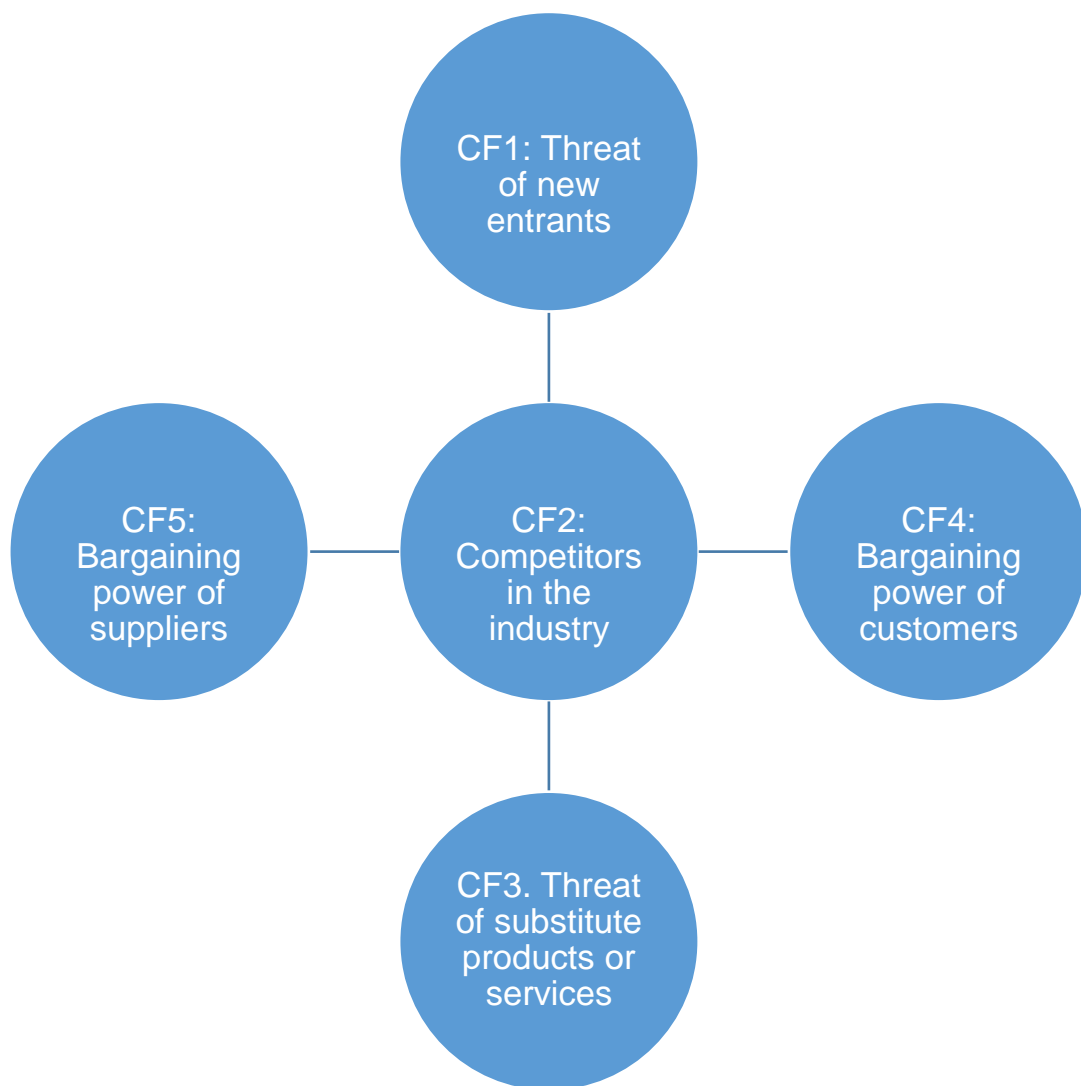 CF1: Threat
of new
entrants
CF5:
Bargaining
power of
suppliers
CF2:
Competitors
in the
industry
CF4:
Bargaining
power of
customers
CF3. Threat
of substitute
products or
services